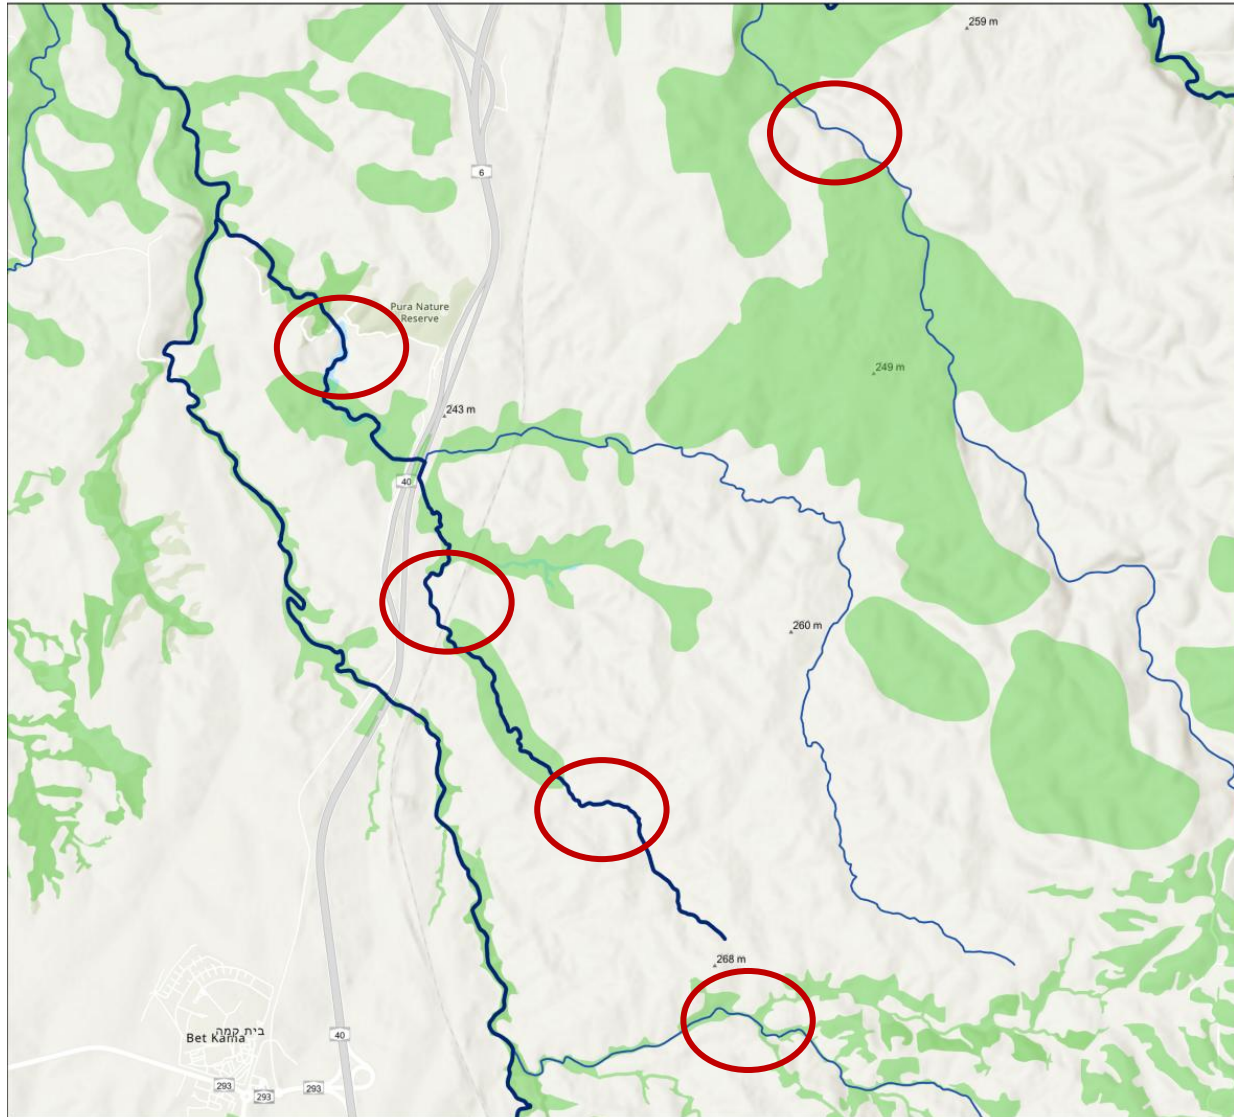 259 m
6
Pura Nature
Reserve
249 m
243 m
40
260 m
268 m
בית קמה
Bet Kama
40
293
293
293